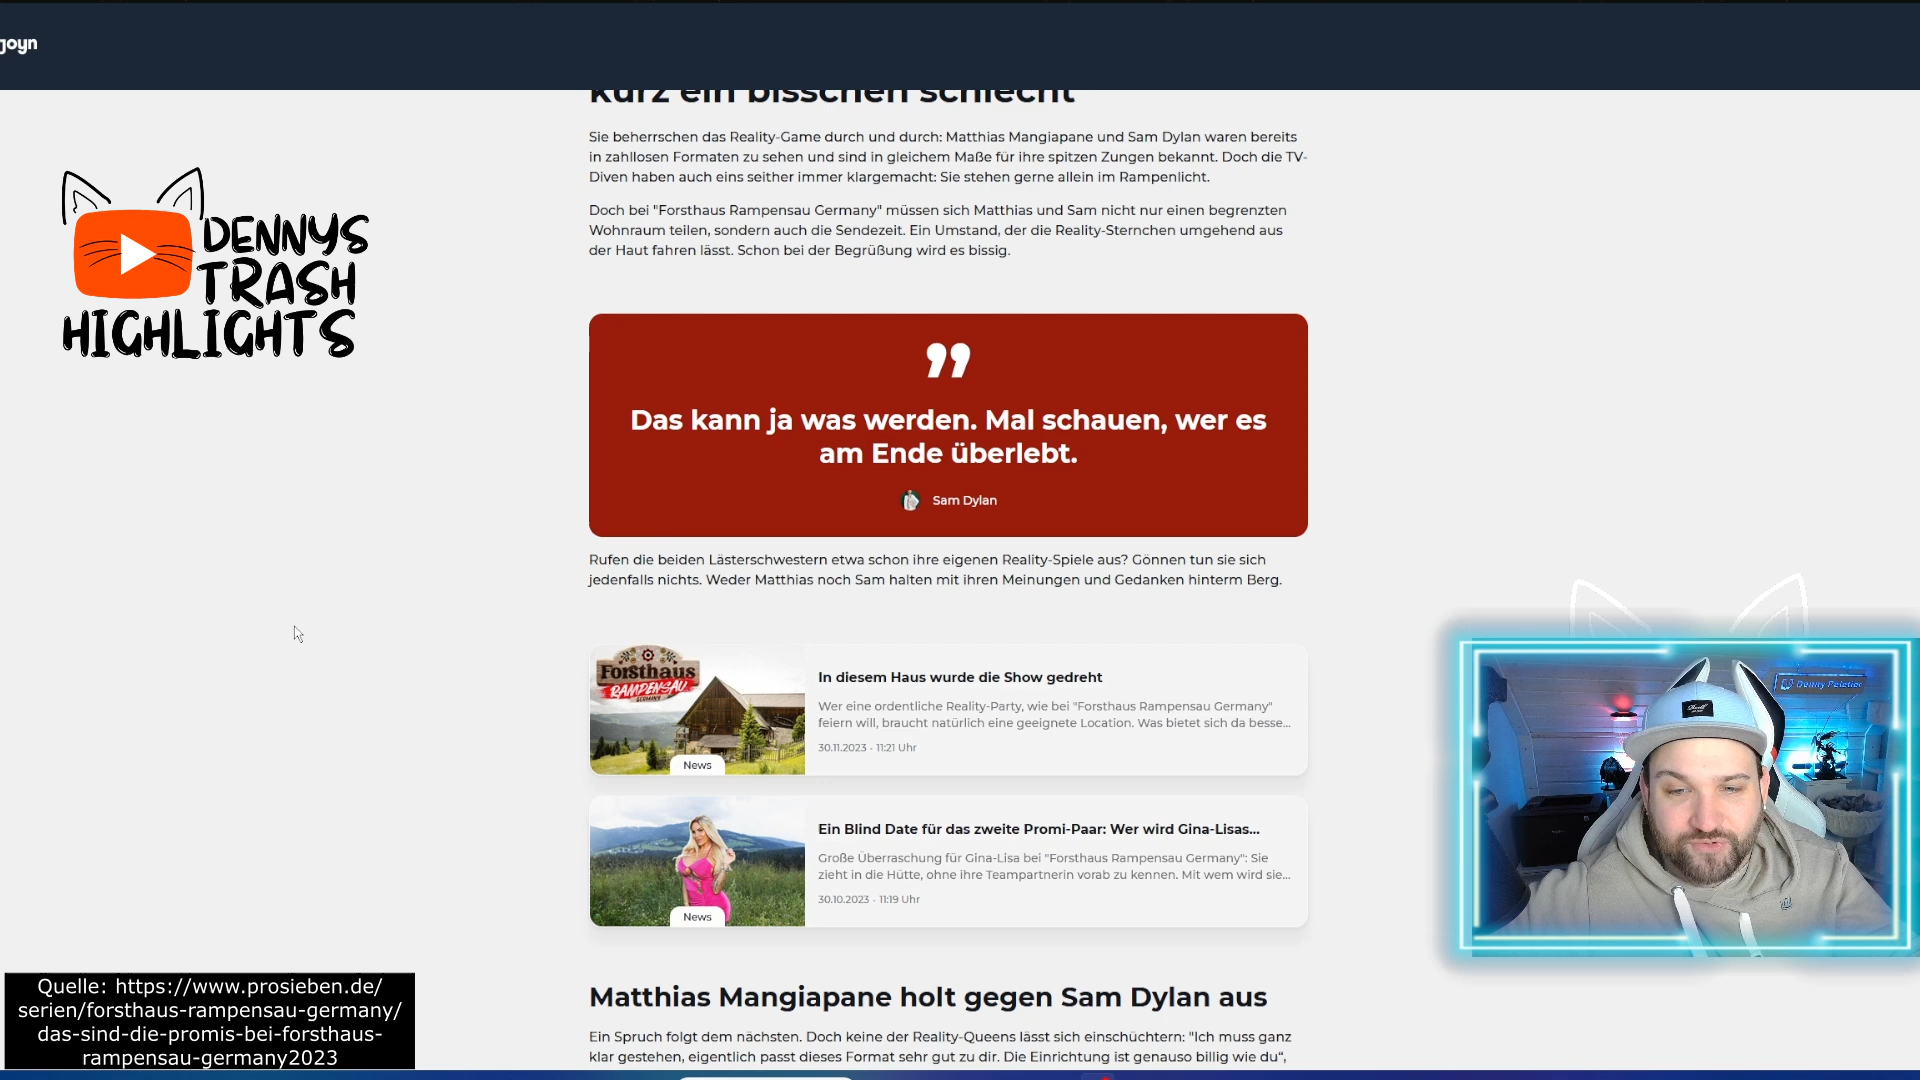 joyn
kurz ein bisschen schlecht
Sie beherrschen das Reality-Game durch und durch: Matthias Mangiapane und Sam Dylan waren bereits
in zahllosen Formaten zu sehen und sind in gleichem Maße für ihre spitzen Zungen bekannt. Doch die TV-
Diven haben auch eins seither immer klargemacht: Sie stehen gerne allein im Rampenlicht.
Doch bei "Forsthaus Rampensau Germany" müssen sich Matthias und Sam nicht nur einen begrenzten
Wohnraum teilen, sondern auch die Sendezeit. Ein Umstand, der die Reality-Sternchen umgehend aus
der Haut fahren lässt. Schon bei der Begrüßung wird es bissig.
DENNYS
TRASH
HIGHLIGHTS
”
Das kann ja was werden. Mal schauen, wer es
am Ende überlebt.
Sam Dylan
Rufen die beiden Lästerschwestern etwa schon ihre eigenen Reality-Spiele aus? Gönnen tun sie sich
jedenfalls nichts. Weder Matthias noch Sam halten mit ihren Meinungen und Gedanken hinterm Berg.
Forsthaus
RAMPENSAU
GERMANY
News
In diesem Haus wurde die Show gedreht
Wer eine ordentliche Reality-Party, wie bei "Forsthaus Rampensau Germany"
feiern will, braucht natürlich eine geeignete Location. Was bietet sich da besse...
30.11.2023 • 11:21 Uhr
News
Ein Blind Date für das zweite Promi-Paar: Wer wird Gina-Lisas...
Große Überraschung für Gina-Lisa bei "Forsthaus Rampensau Germany": Sie
zieht in die Hütte, ohne ihre Teampartnerin vorab zu kennen. Mit wem wird sie...
30.10.2023 • 11:19 Uhr
Denny Peletier
Matthias Mangiapane holt gegen Sam Dylan aus
Ein Spruch folgt dem nächsten. Doch keine der Reality-Queens lässt sich einschüchtern: "Ich muss ganz
klar gestehen, eigentlich passt dieses Format sehr gut zu dir. Die Einrichtung ist genauso billig wie du“,
Quelle: https://www.prosieben.de/
serien/forsthaus-rampensau-germany/
das-sind-die-promis-bei-forsthaus-
rampensau-germany2023